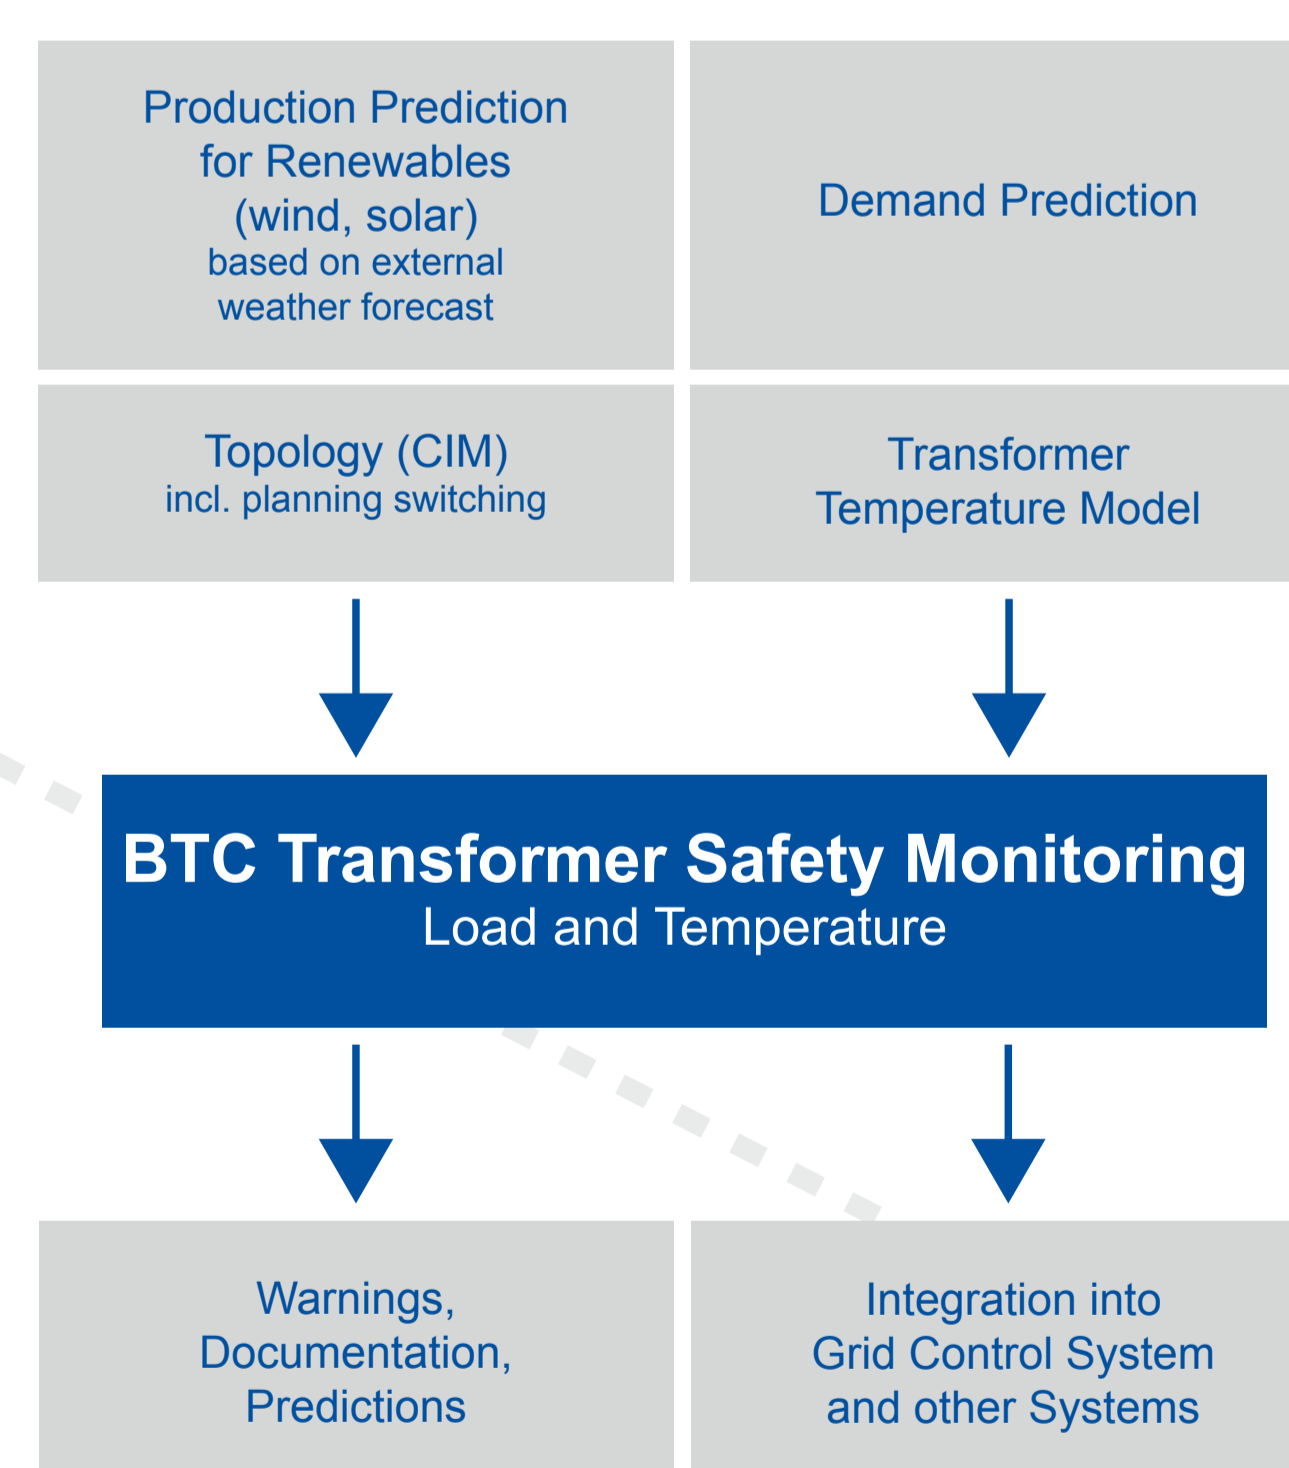 Production Prediction
for Renewables
(wind, solar)
based on external
weather forecast
Demand Prediction
Topology (CIM)
incl. planning switching
Transformer
Temperature Model
BTC Transformer Safety Monitoring
Load and Temperature
Warnings,
Documentation,
Predictions
Integration into
Grid Control System
and other Systems